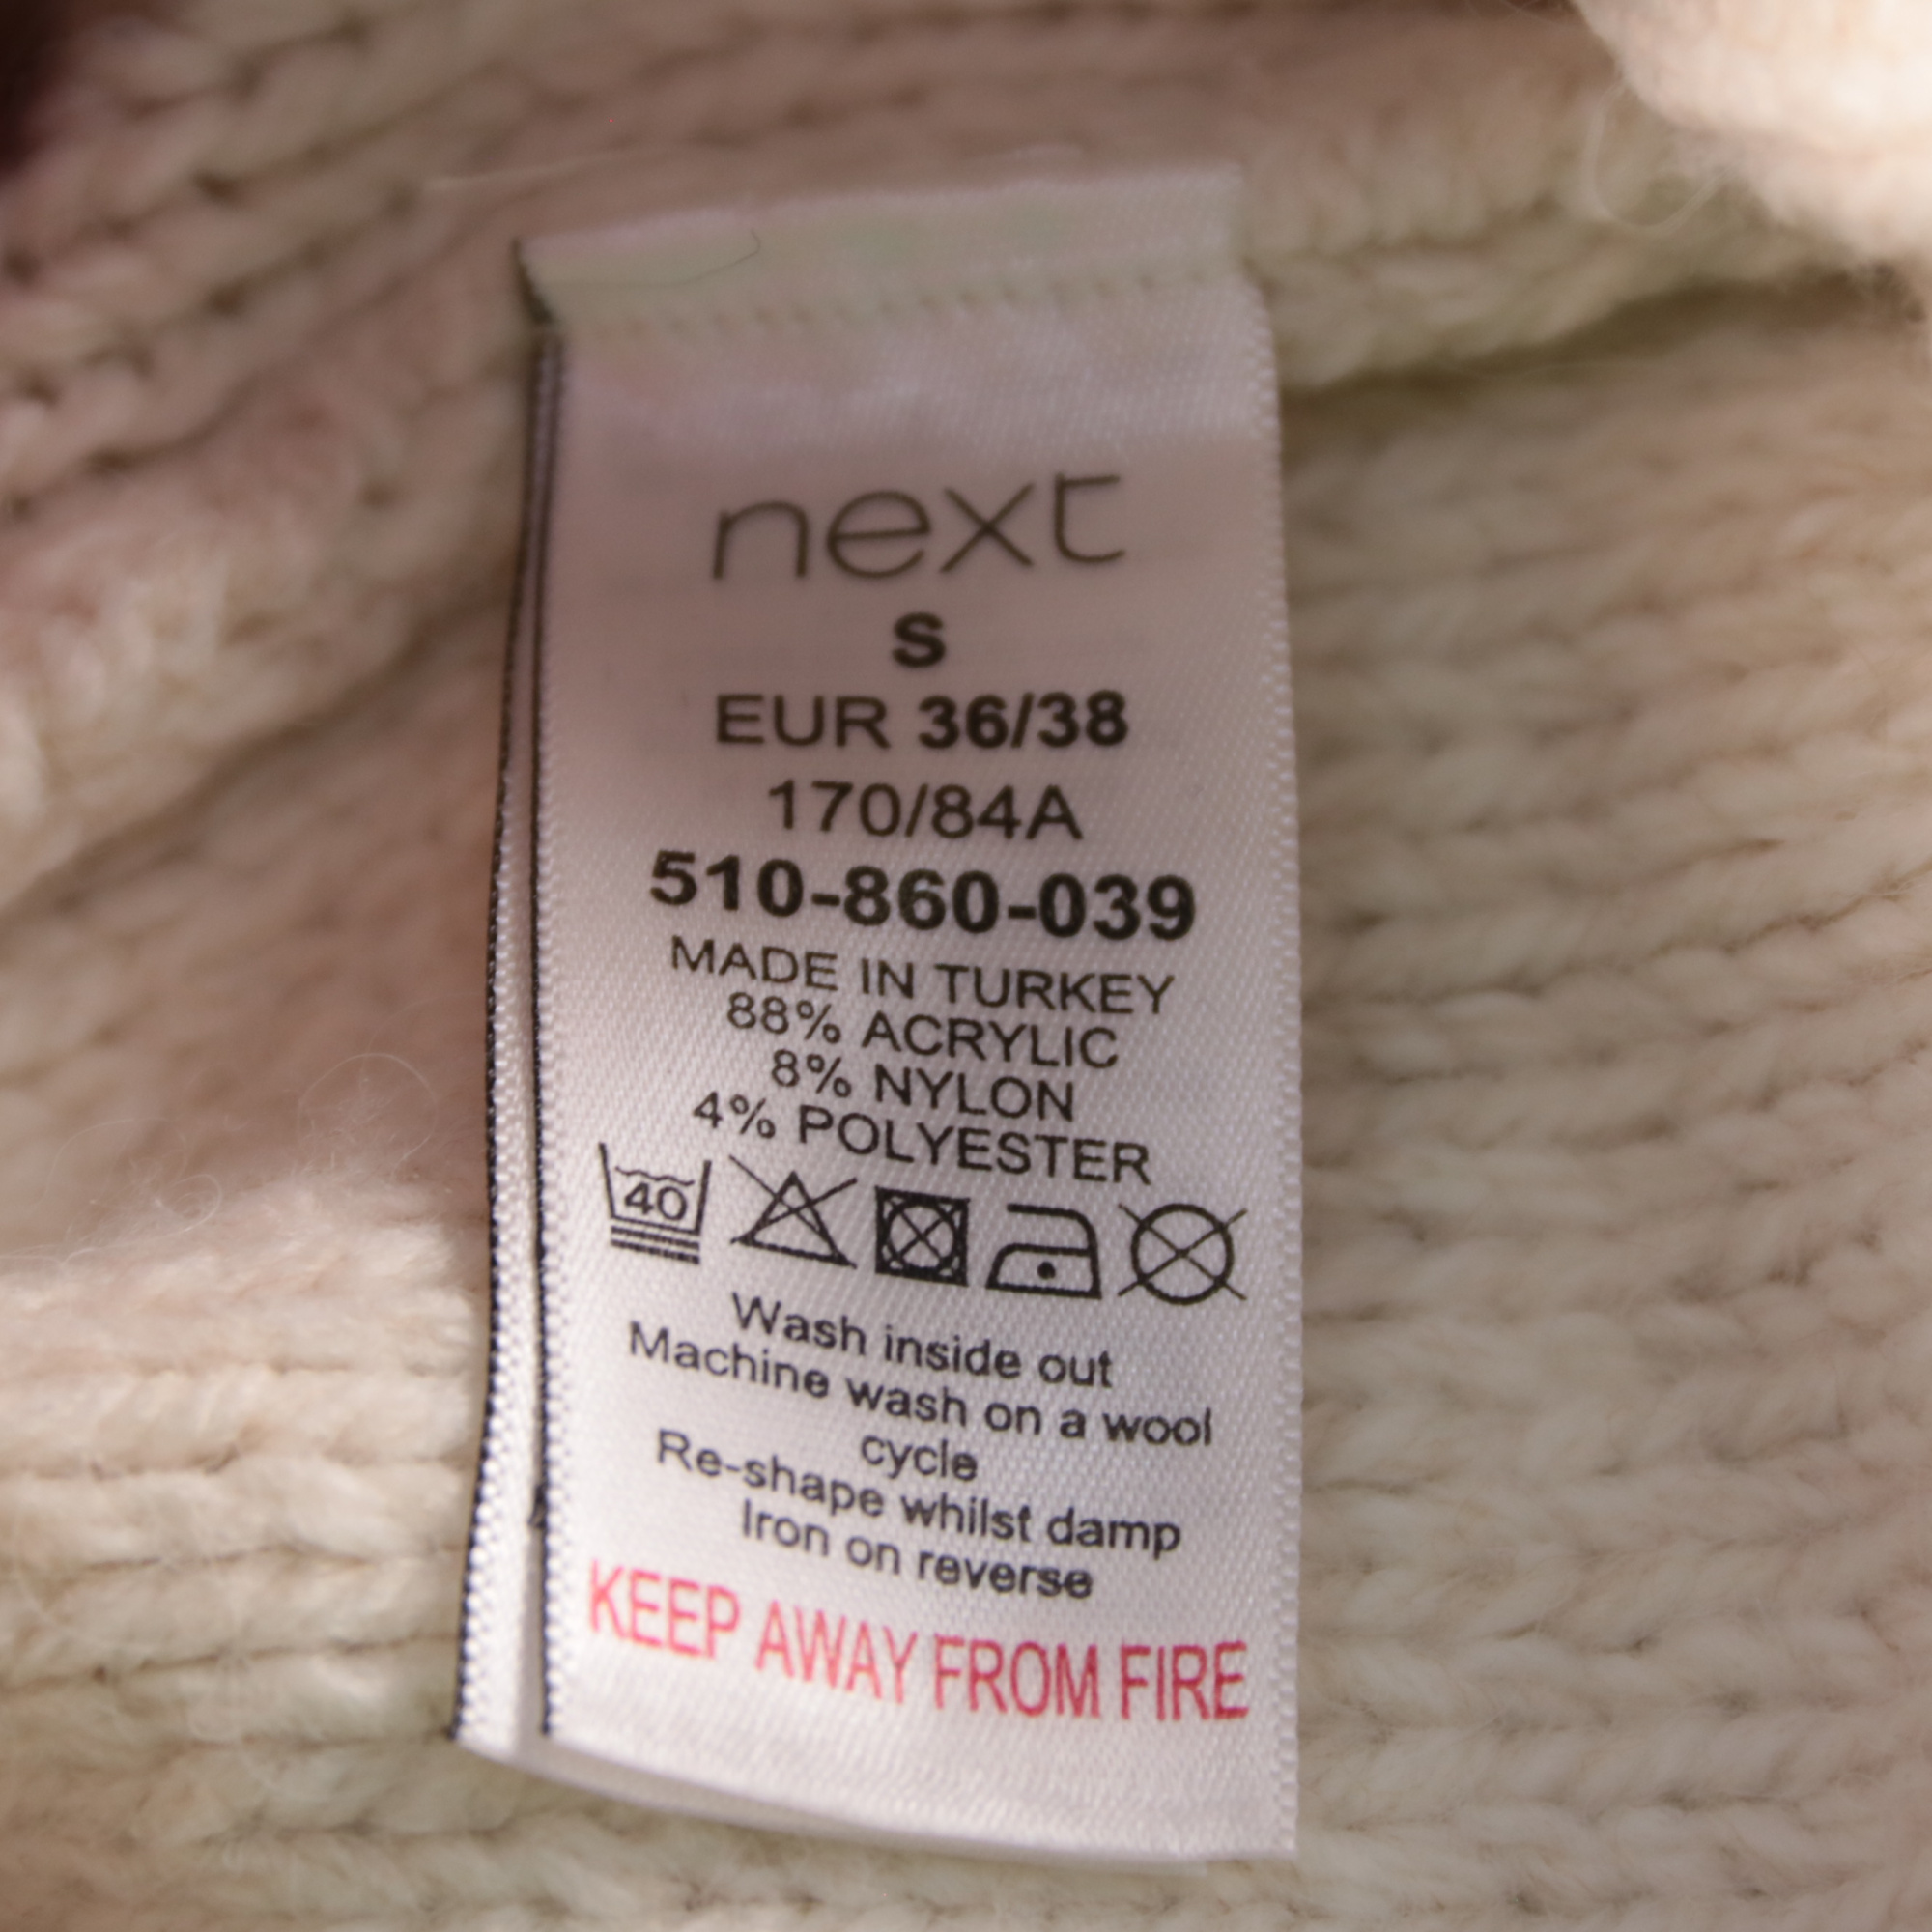 next
S
EUR 36/38
170/84A
510-860-039
MADE IN TURKEY
88% ACRYLIC
8% NYLON
4% POLYESTER
40
Wash inside out
Machine wash on a wool
cycle
Re-shape whilst damp
Iron on reverse
KEEP AWAY FROM FIRE